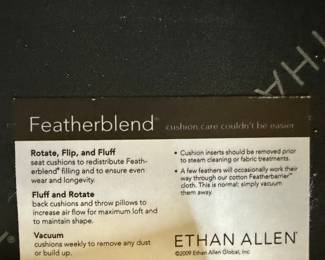 THA
Featherblend® cushion care couldn't be easier
Rotate, Flip, and Fluff
seat cushions to redistribute Feath-
erblend® filling and to ensure even
wear and longevity.
Fluff and Rotate
back cushions and throw pillows to
increase air flow for maximum loft and
to maintain shape.
Vacuum
cushions weekly to remove any dust
or build up.
• Cushion inserts should be removed prior
to steam cleaning or fabric treatments.
• A few feathers will occasionally work their
way through our cotton Featherbarrier™
cloth. This is normal; simply vacuum
them away.
ETHAN ALLEN®
©2009 Ethan Allen Global, Inc.